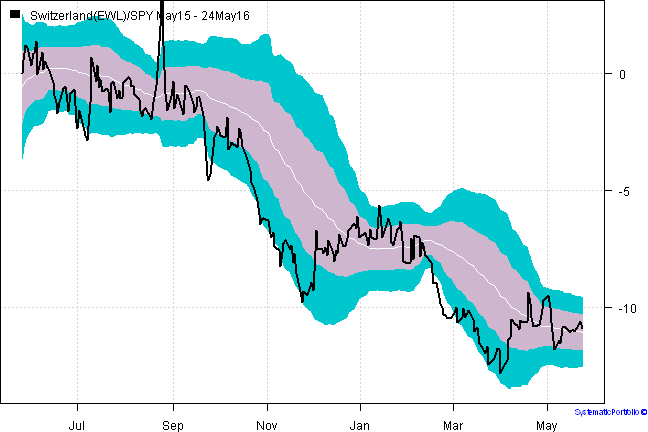 Switzerland(EWL)/SPY May15 - 24May16
0
-5
-10
Jul Sep Nov Jan Mar May
SystematicPortfolio ©